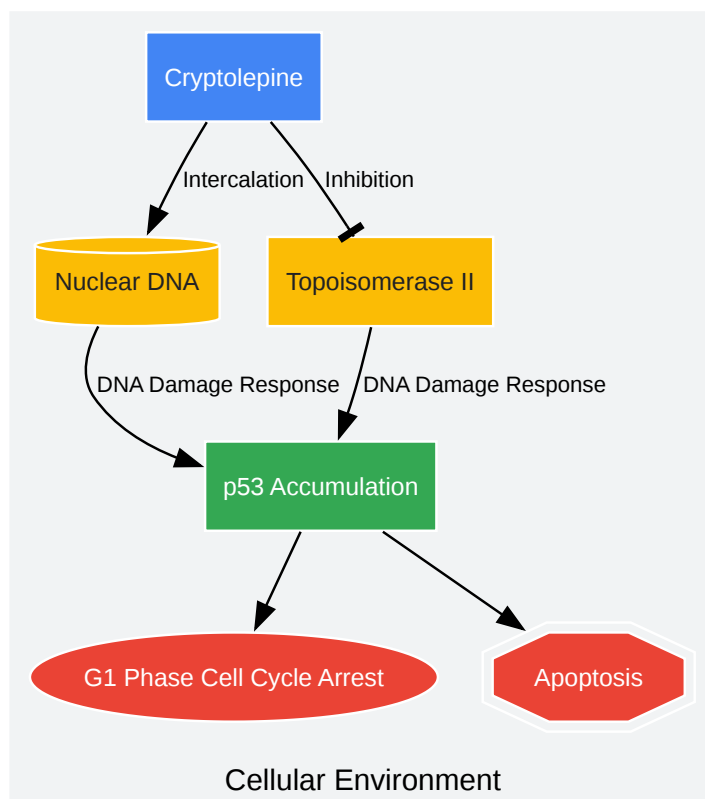 Cryptolepine
Intercalation
Inhibition
Nuclear DNA
Topoisomerase II
DNA Damage Response
DNA Damage Response
p53 Accumulation
G1 Phase Cell Cycle Arrest
Apoptosis
Cellular Environment